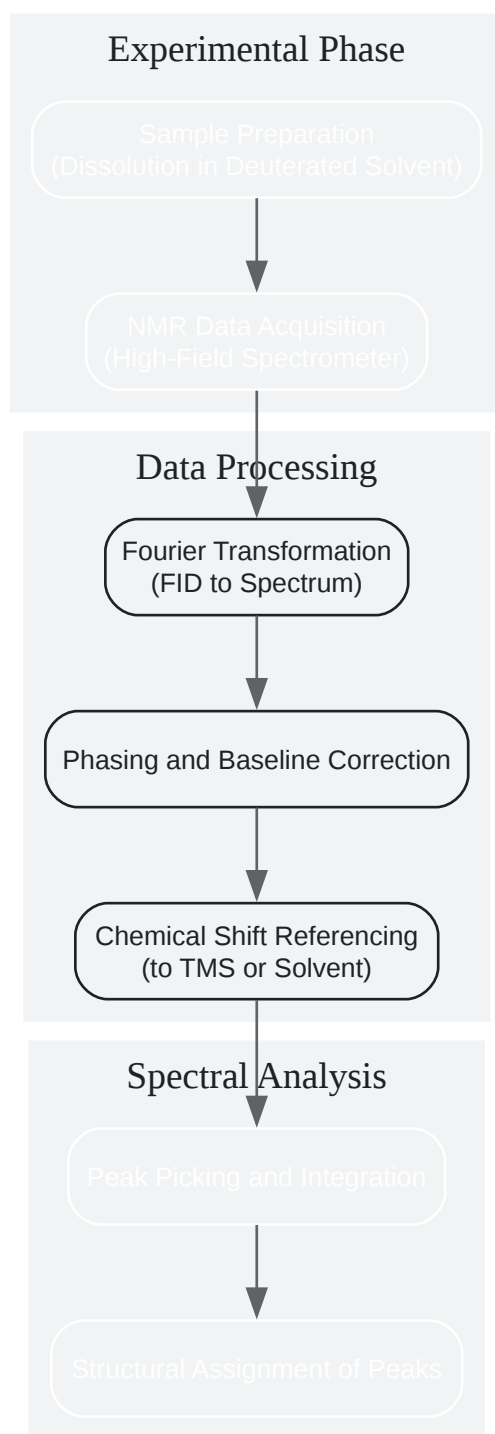 Experimental Phase
Sample Preparation
(Dissolution in Deuterated Solvent)
NMR Data Acquisition
(High-Field Spectrometer)
Data Processing
Fourier Transformation
(FID to Spectrum)
Phasing and Baseline Correction
Chemical Shift Referencing
(to TMS or Solvent)
Spectral Analysis
Peak Picking and Integration
Structural Assignment of Peaks